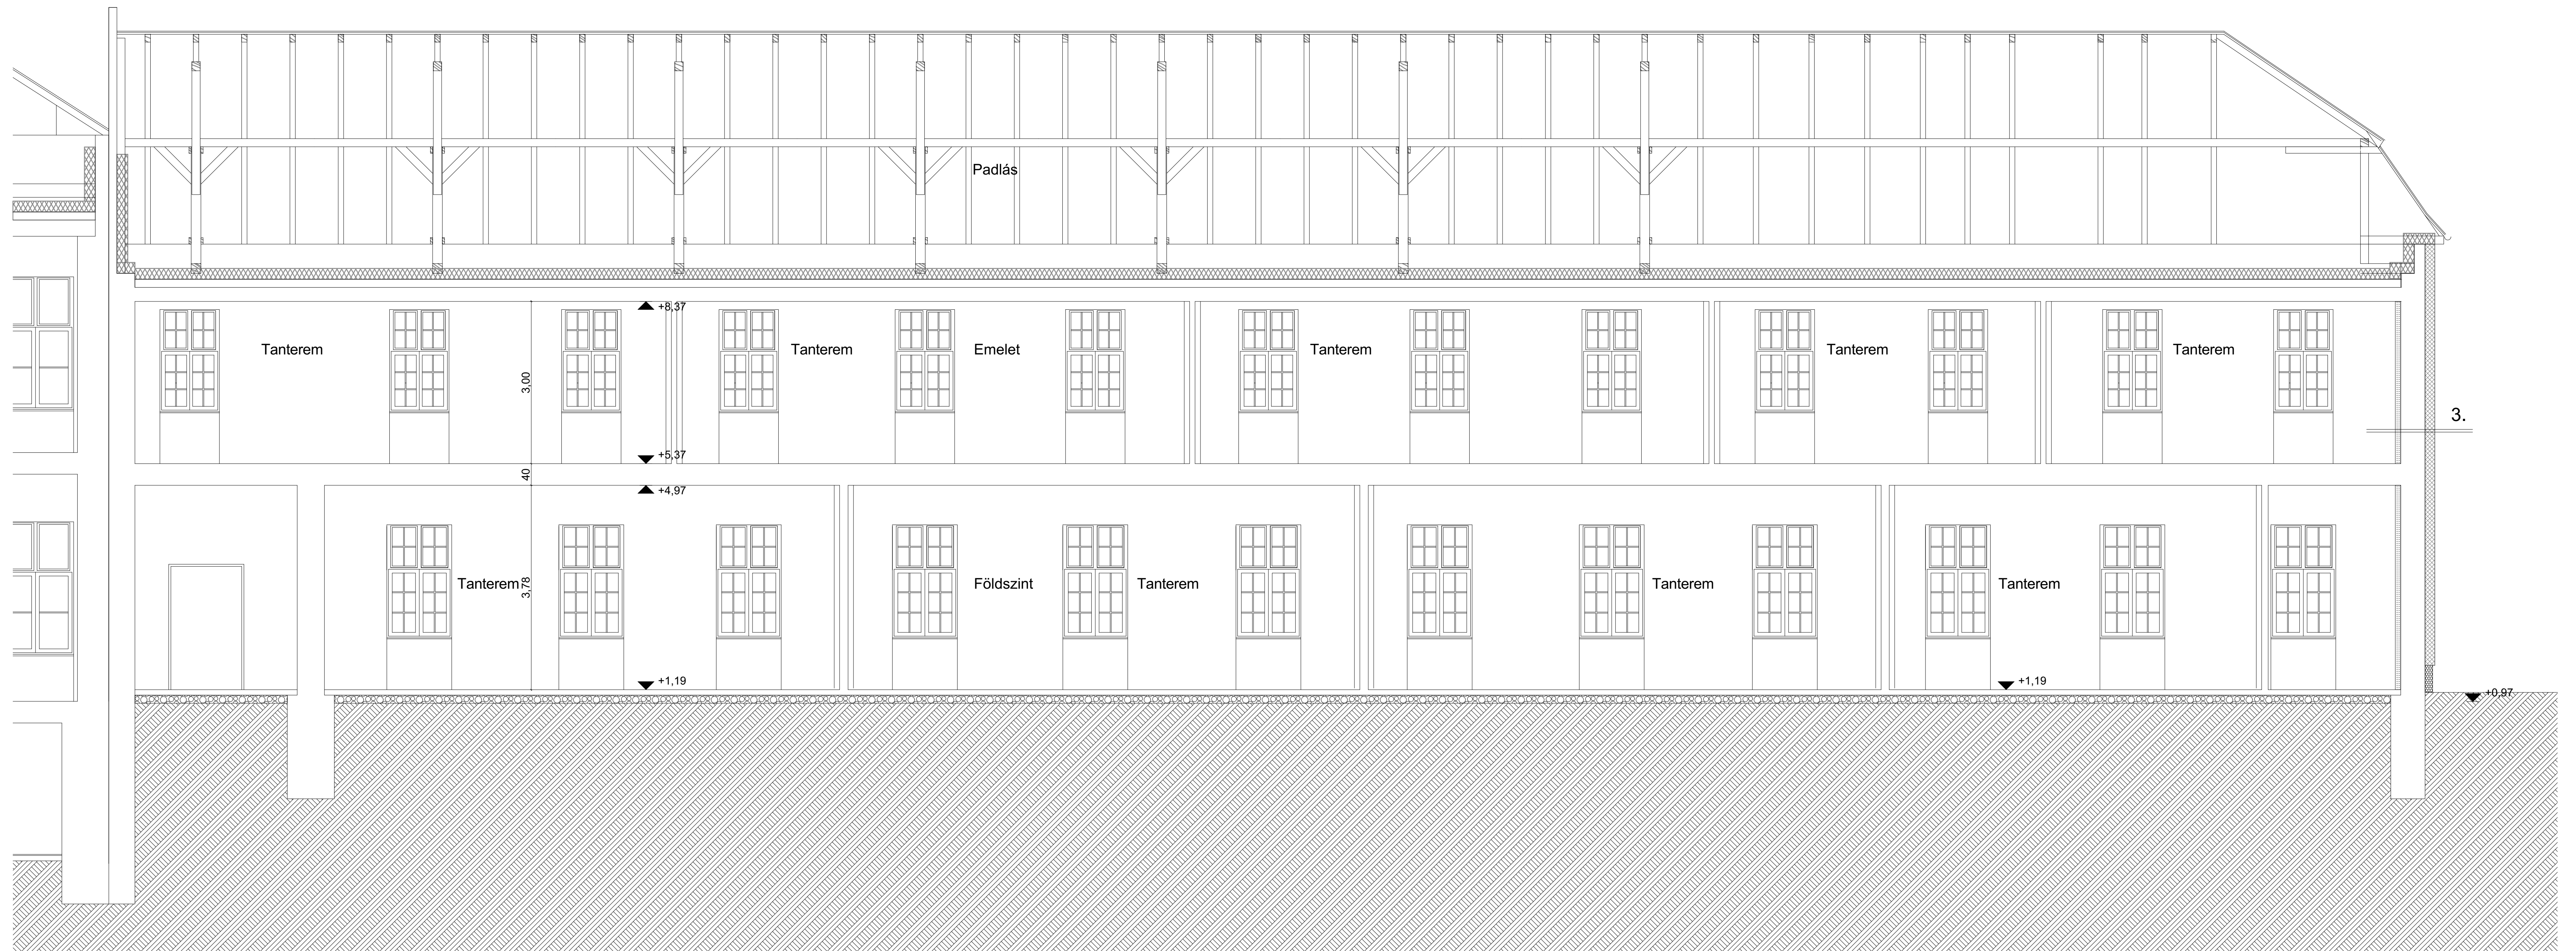 Padlás
+8,37
Tanterem
Tanterem
Emelet
Tanterem
Tanterem
Tanterem
3,00
3.
+5,37
40
+4,97
Tanterem
3,78
Földszint
Tanterem
Tanterem
Tanterem
+1,19
+1,19
+0,97